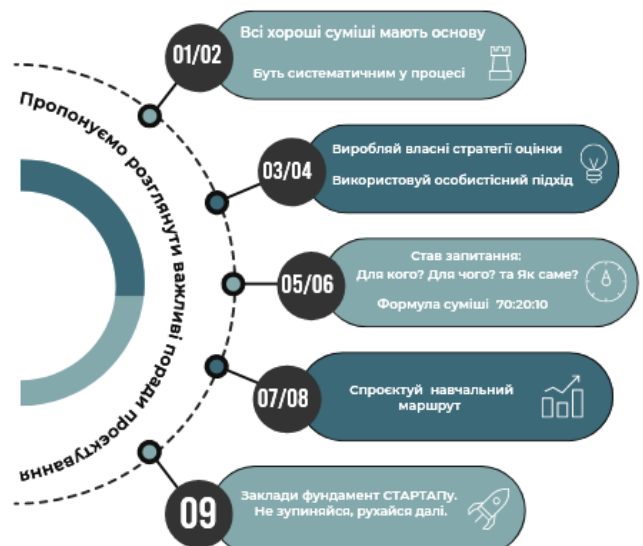 Пропонуємо розглянути важливі поради проєктування
01/02
Всі хороші суміші мають основу
Буть систематичним у процесі
03/04
Виробляй власні стратегії оцінки
Використовуй особистісний підхід
05/06
Став запитання:
Для кого? Для чого? та Як саме?
Формула суміші 70:20:10
07/08
Спроєктуй навчальний
маршрут
09
Заклади фундамент СТАРТАПу.
Не зупиняйся, рухайся далі.